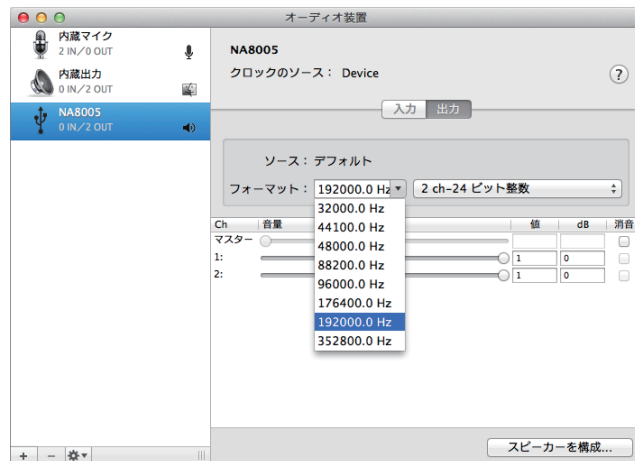 オーディオ装置
内蔵マイク
2 IN／0 OUT
内蔵出力
0 IN／2 OUT
NA8005
0 IN／2 OUT
NA8005
クロックのソース： Device
?
入力 出力
ソース： デフォルト
フォーマット： 192000.0 Hz 2 ch-24 ビット整数
32000.0 Hz
44100.0 Hz
48000.0 Hz
88200.0 Hz
96000.0 Hz
176400.0 Hz
192000.0 Hz
352800.0 Hz
Ch 音量 値 dB 消音
マスター
1: 1 0
2: 1 0
スピーカーを構成...
+ −